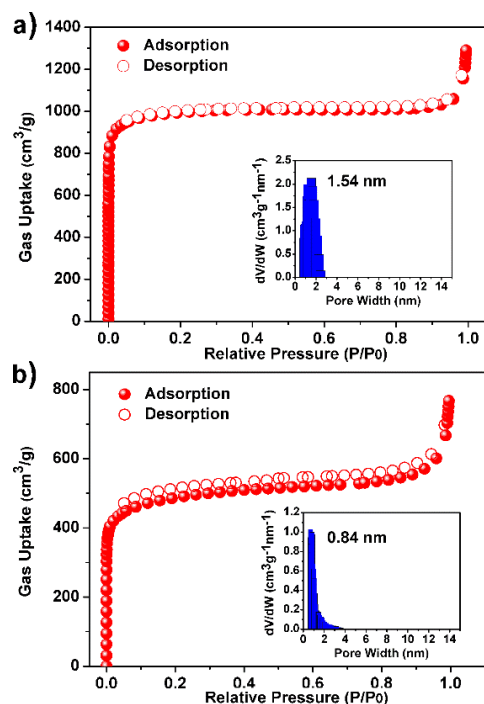 a)
1400
1200
1000
800
600
400
200
0
Gas Uptake (cm³/g)
Adsorption
Desorption
2.5
2.0
1.5
1.0
0.5
0.0
dV/dW (cm3g-1nm-1)
1.54 nm
0 2 4 6 8 10 12 14
Pore Width (nm)
0.0 0.2 0.4 0.6 0.8 1.0
Relative Pressure (P/P0)
b)
800
600
400
200
0
Gas Uptake (cm³/g)
Adsorption
Desorption
1.2
1.0
0.8
0.6
0.4
0.2
0.0
dV/dW (cm3g-1nm-1)
0.84 nm
0 2 4 6 8 10 12 14
Pore Width (nm)
0.0 0.2 0.4 0.6 0.8 1.0
Relative Pressure (P/P0)